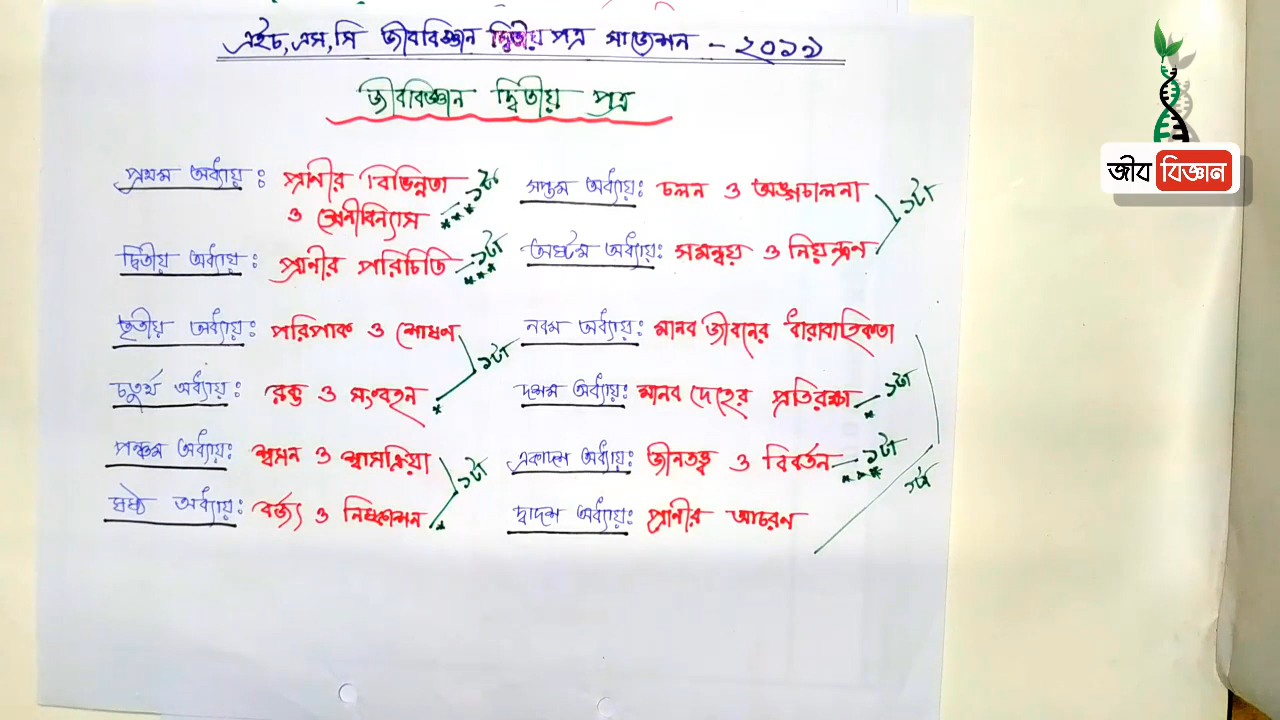 এইচ,এস,সি জীববিজ্ঞান দ্বিতীয় পত্র সাজেশন - ২০১৯
জীববিজ্ঞান দ্বিতীয় পত্র
জীব বিজ্ঞান
প্রথম অধ্যায় : প্রাণীর বিভিন্নতা
ও শ্রেণীবিন্যাস *** ১টা
দ্বিতীয় অধ্যায় : প্রাণীর পরিচিতি - ১টা ***
তৃতীয় অধ্যায় : পরিপাক ও শোষণ
চতুর্থ অধ্যায় : রক্ত ও সংবহন * ১টা
পঞ্চম অধ্যায় : শ্বসন ও শ্বাসক্রিয়া
ষষ্ঠ অধ্যায় : বর্জ্য ও নিষ্কাশন * ১টা
সপ্তম অধ্যায় : চলন ও অঙ্গচালনা
অষ্টম অধ্যায় : সমন্বয় ও নিয়ন্ত্রণ ১টা
নবম অধ্যায় : মানব জীবনের ধারাবাহিকতা
দশম অধ্যায় : মানব দেহের প্রতিরক্ষা - ১টা *
একাদশ অধ্যায় : জীনতত্ত্ব ও বিবর্তন - ১টা ***
দ্বাদশ অধ্যায় : প্রাণীর আচরণ ১টা